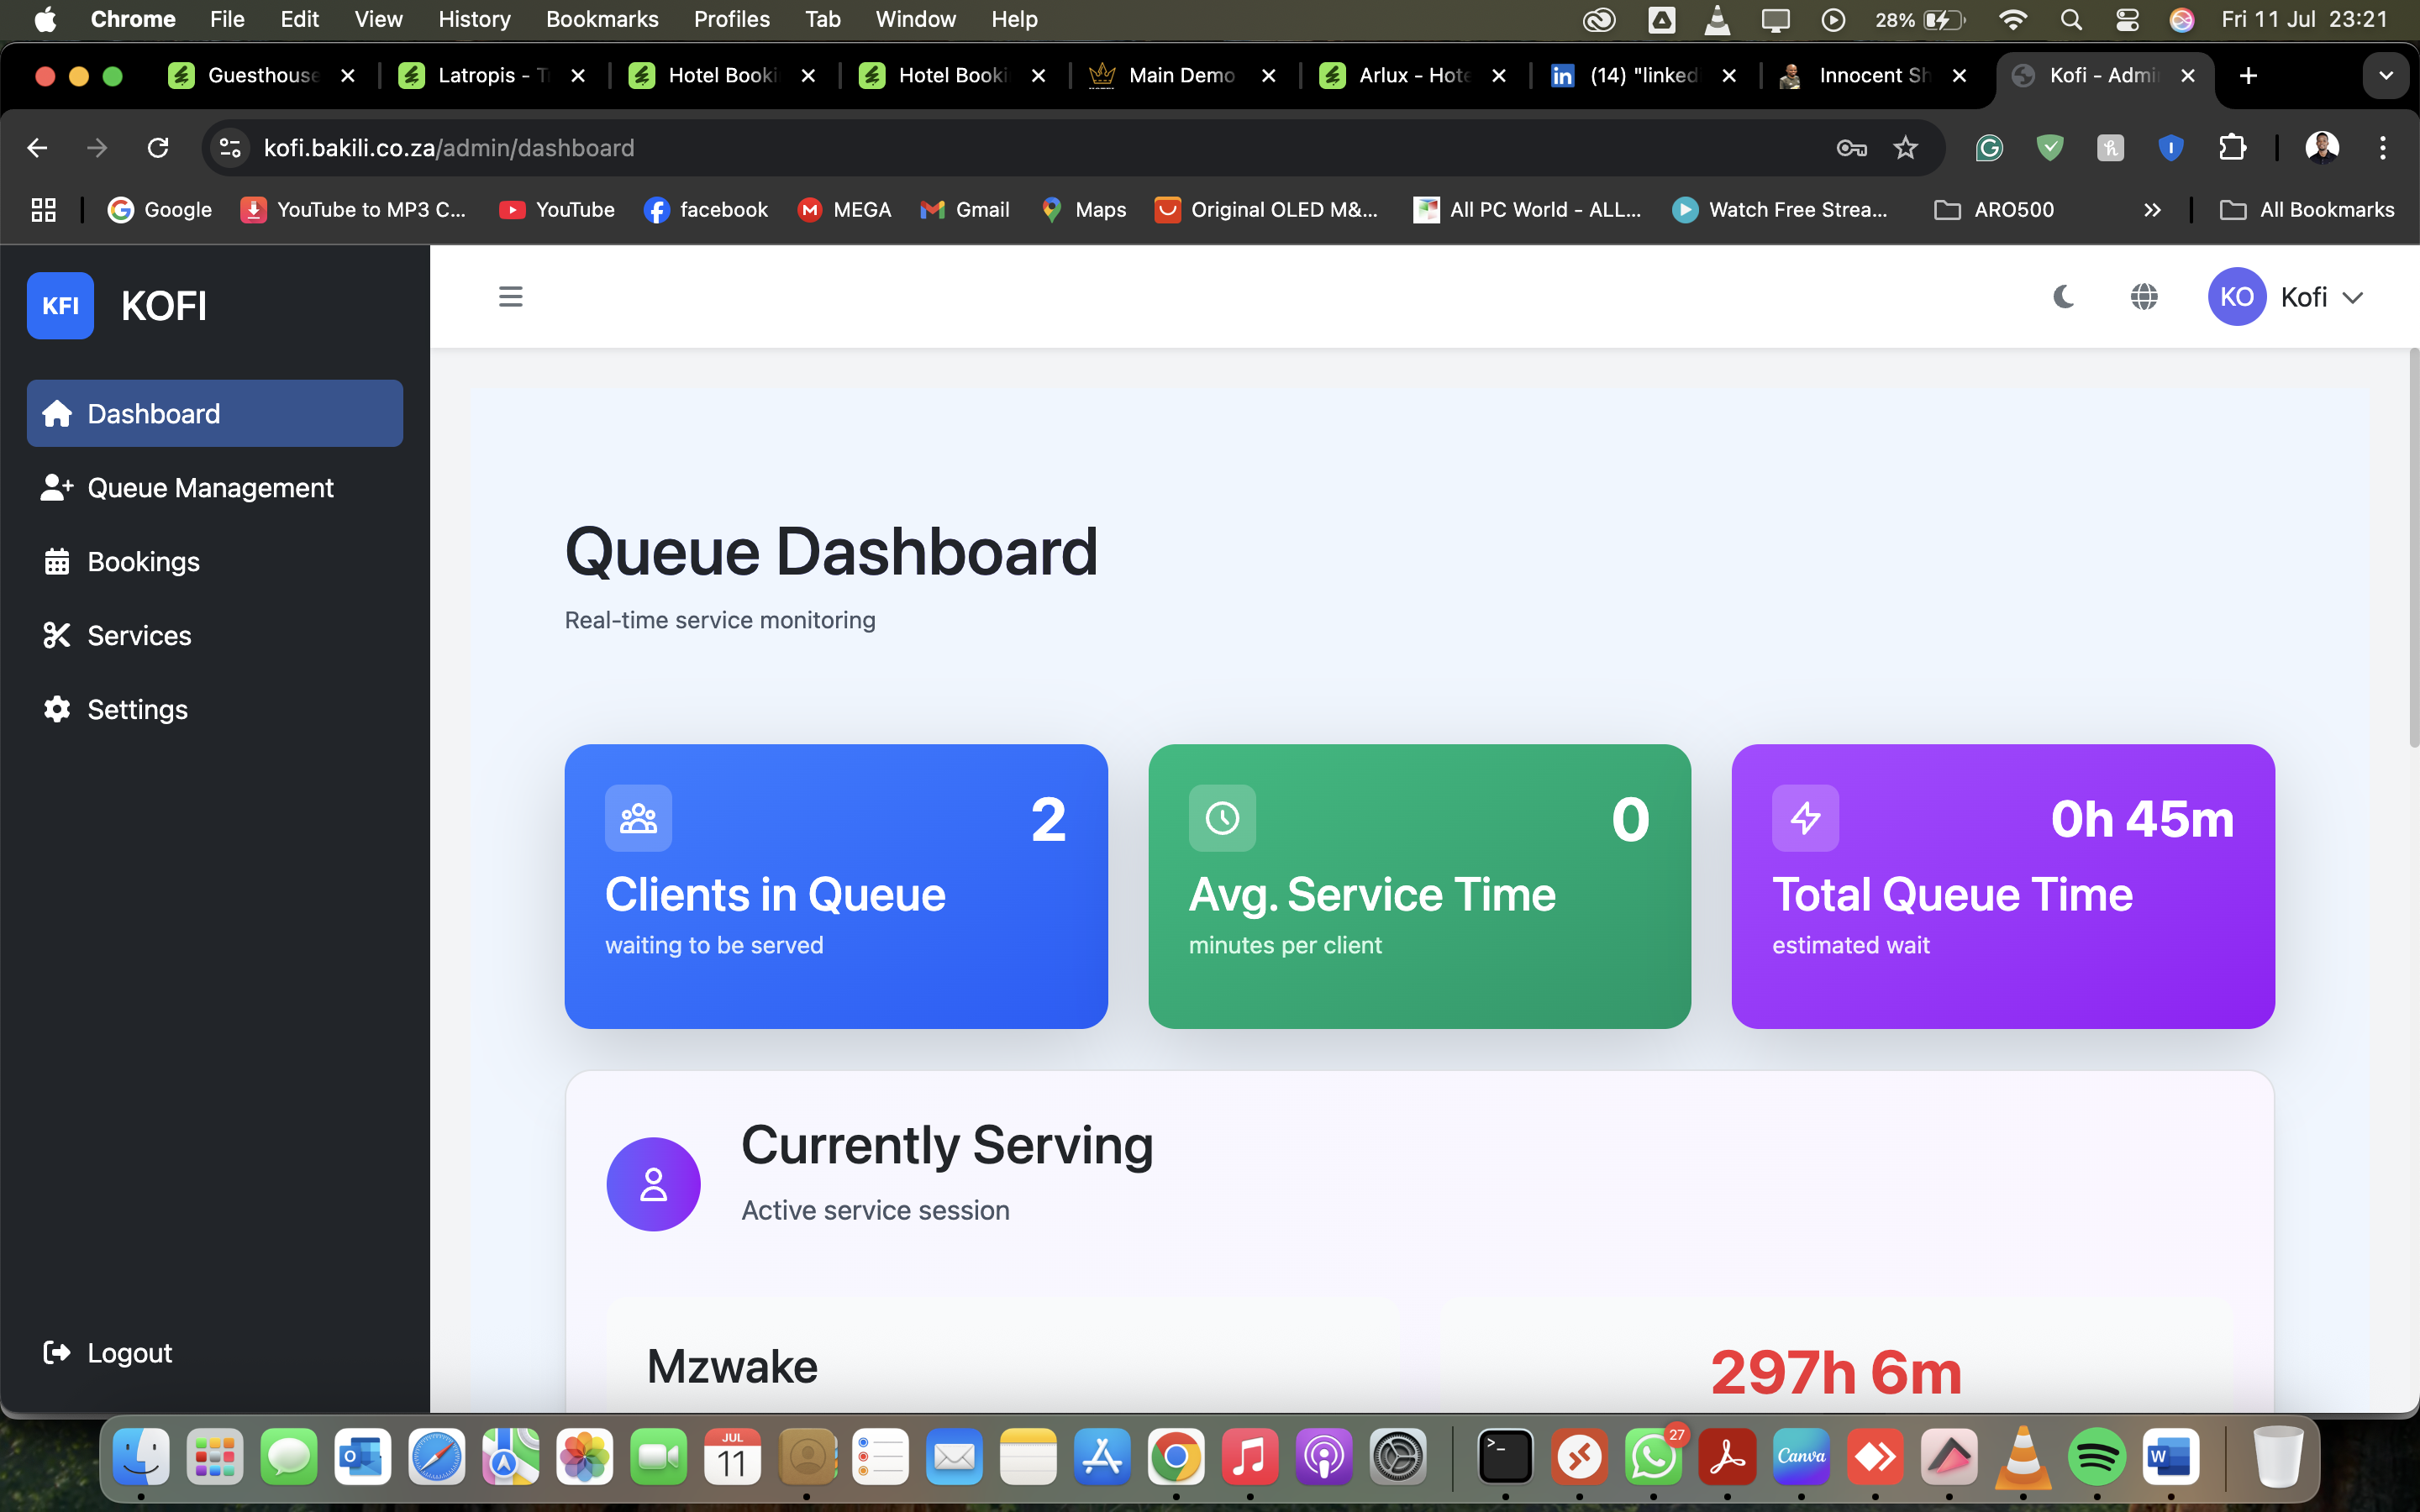 Chrome File Edit View History Bookmarks Profiles Tab Window Help 28% Fri 11 Jul 23:21
Guesthouse Latropis - Hotel Booki Hotel Booki Main Demo Arlux - Hote (14) "linked Innocent Sh Kofi - Admi
kofi.bakili.co.za/admin/dashboard
Google YouTube to MP3 C... YouTube facebook MEGA Gmail Maps Original OLED M&... All PC World - ALL... Watch Free Strea... ARO500 All Bookmarks
KFI KOFI
KO Kofi
Dashboard
Queue Management
Bookings
Services
Settings
Logout
Queue Dashboard
Real-time service monitoring
2
Clients in Queue
waiting to be served
0
Avg. Service Time
minutes per client
0h 45m
Total Queue Time
estimated wait
Currently Serving
Active service session
Mzwake
297h 6m
JUL
11
27
Canva
W